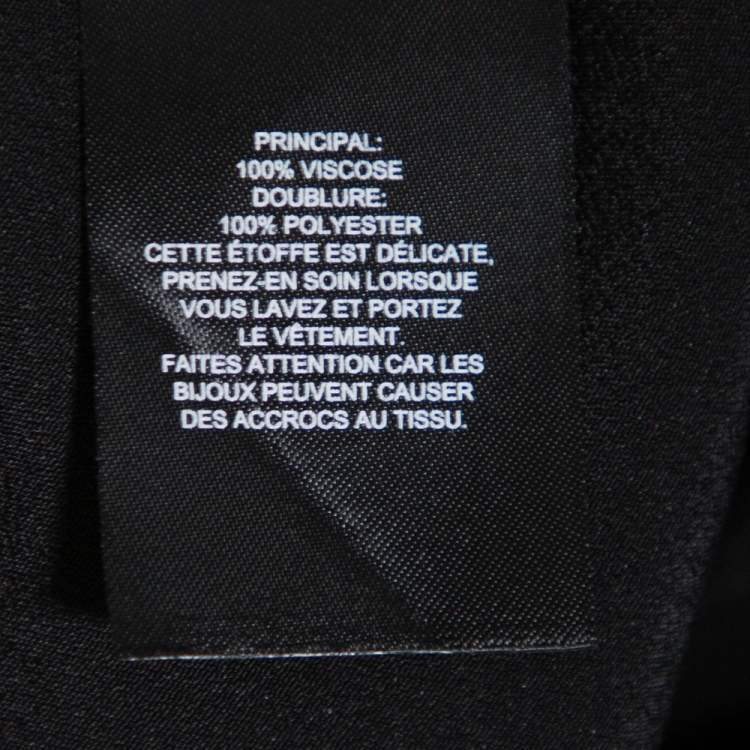 PRINCIPAL:
100% VISCOSE
DOUBLURE:
100% POLYESTER
CETTE ÉTOFFE EST DÉLICATE,
PRENEZ-EN SOIN LORSQUE
VOUS LAVEZ ET PORTEZ
LE VÊTEMENT.
FAITES ATTENTION CAR LES
BIJOUX PEUVENT CAUSER
DES ACCROCS AU TISSU.